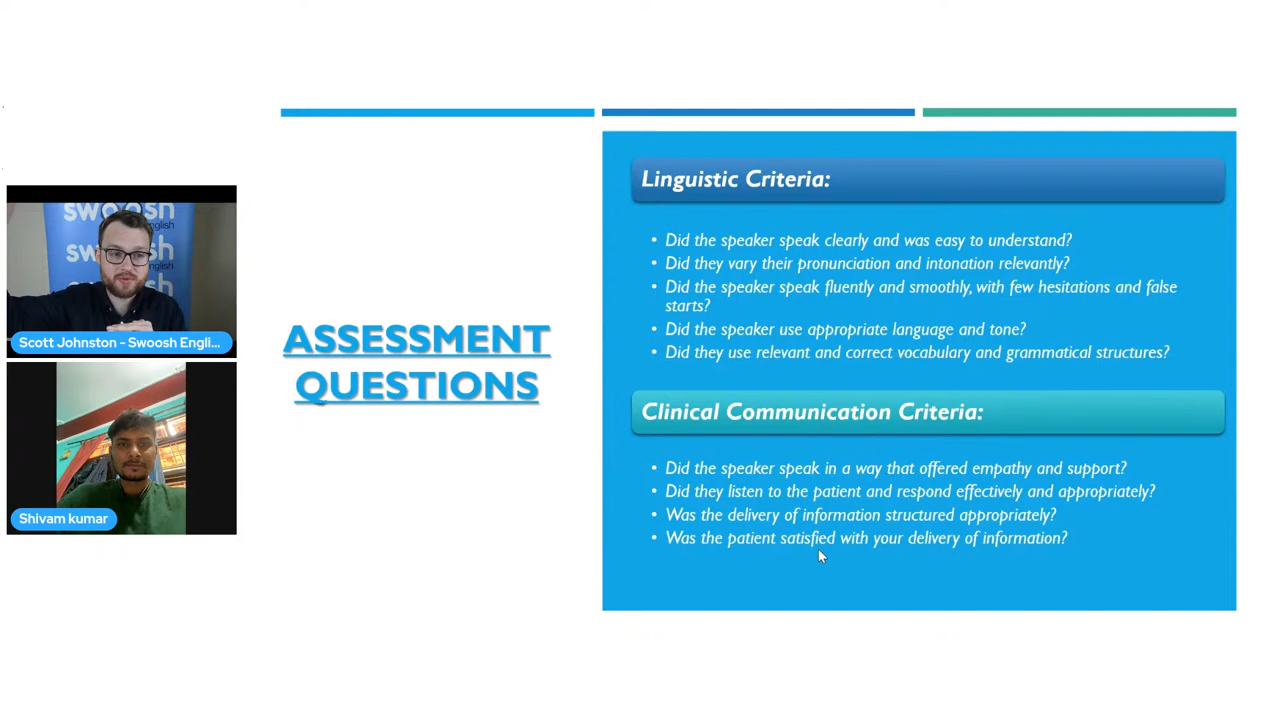 swoosh
english
swoosh
english
swoosh
Scott Johnston - Swoosh Engli...
Shivam kumar
ASSESSMENT
QUESTIONS
Linguistic Criteria:
• Did the speaker speak clearly and was easy to understand?
• Did they vary their pronunciation and intonation relevantly?
• Did the speaker speak fluently and smoothly, with few hesitations and false
starts?
• Did the speaker use appropriate language and tone?
• Did they use relevant and correct vocabulary and grammatical structures?
Clinical Communication Criteria:
• Did the speaker speak in a way that offered empathy and support?
• Did they listen to the patient and respond effectively and appropriately?
• Was the delivery of information structured appropriately?
• Was the patient satisfied with your delivery of information?